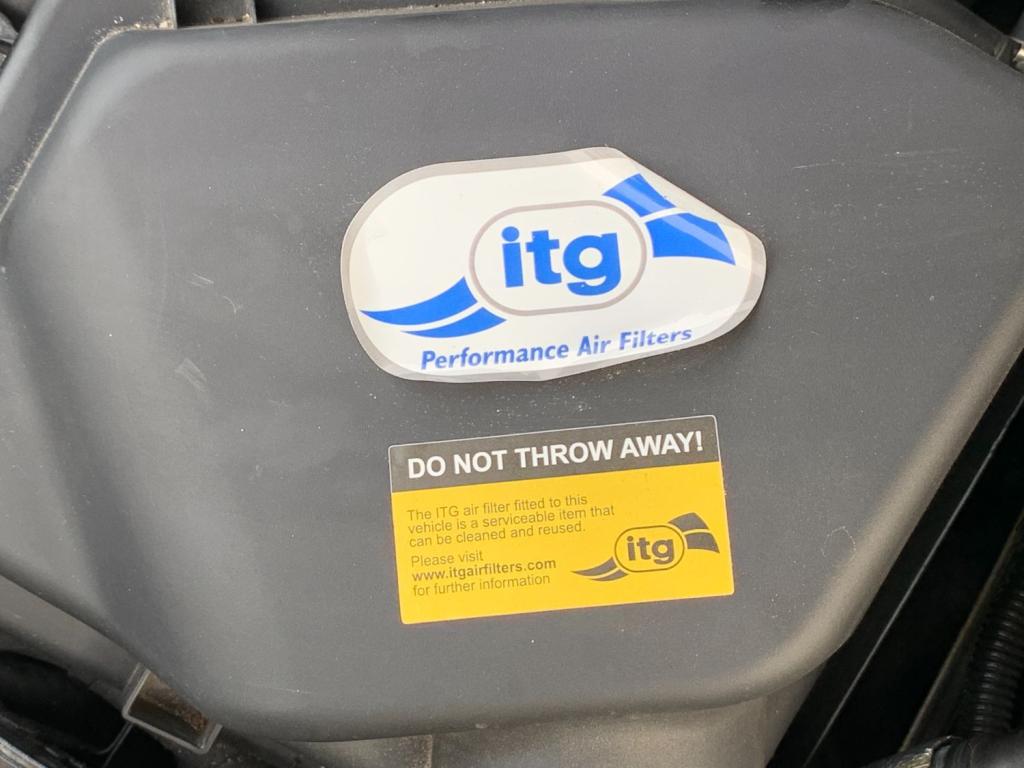 itg
Performance Air Filters
DO NOT THROW AWAY!
The ITG air filter fitted to this
vehicle is a serviceable item that
can be cleaned and reused.
Please visit
www.itgairfilters.com
for further information
itg